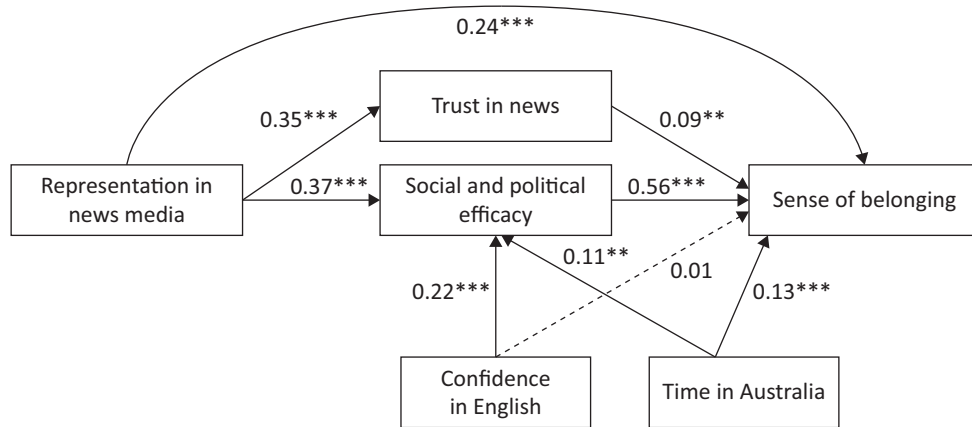 0.24***
Trust in news
0.35***
0.09**
Representation in
news media
0.37***
Social and political
efficacy
0.56***
Sense of belonging
0.11**
0.01
0.22***
0.13***
Confidence
in English
Time in Australia